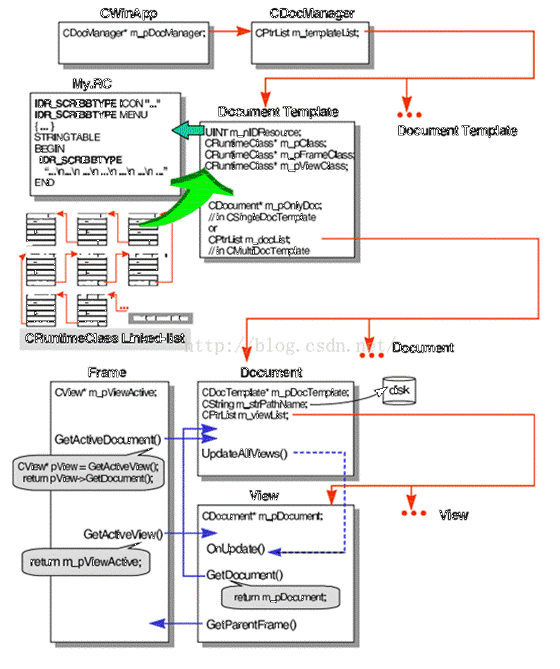 CWinApp
CDocManager
CDocManager* m_pDocManager;
CPtrList m_templateList;
My.RC
IDR_SCRIBBTYPE ICON "..."
IDR_SCRIBBTYPE MENU
{ ... }
STRINGTABLE
BEGIN
IDR_SCRIBBTYPE
"...\n...\n ...\n ...\n ...\n ...\n ..."
END
Document Template
UINT m_nIDResource;
CRuntimeClass* m_pClass;
CRuntimeClass* m_pFrameClass;
CRuntimeClass* m_pViewClass;
CDocument* m_pOnlyDoc;
// in CSingleDocTemplate
or
CPtrList m_docList;
// in CMultiDocTemplate
...
Document Template
...
CRuntimeClass Linked-list
http://blog.csdn.net/
...
Document
Frame
CView* m_pViewActive;
GetActiveDocument()
CView* pView = GetActiveView();
return pView->GetDocument();
GetActiveView()
return m_pViewActive;
Document
CDocTemplate* m_pDocTemplate;
CString m_strPathName;
CPtrList m_viewList;
UpdateAllViews()
disk
View
CDocument* m_pDocument;
OnUpdate()
GetDocument()
return m_pDocument;
GetParentFrame()
...
View